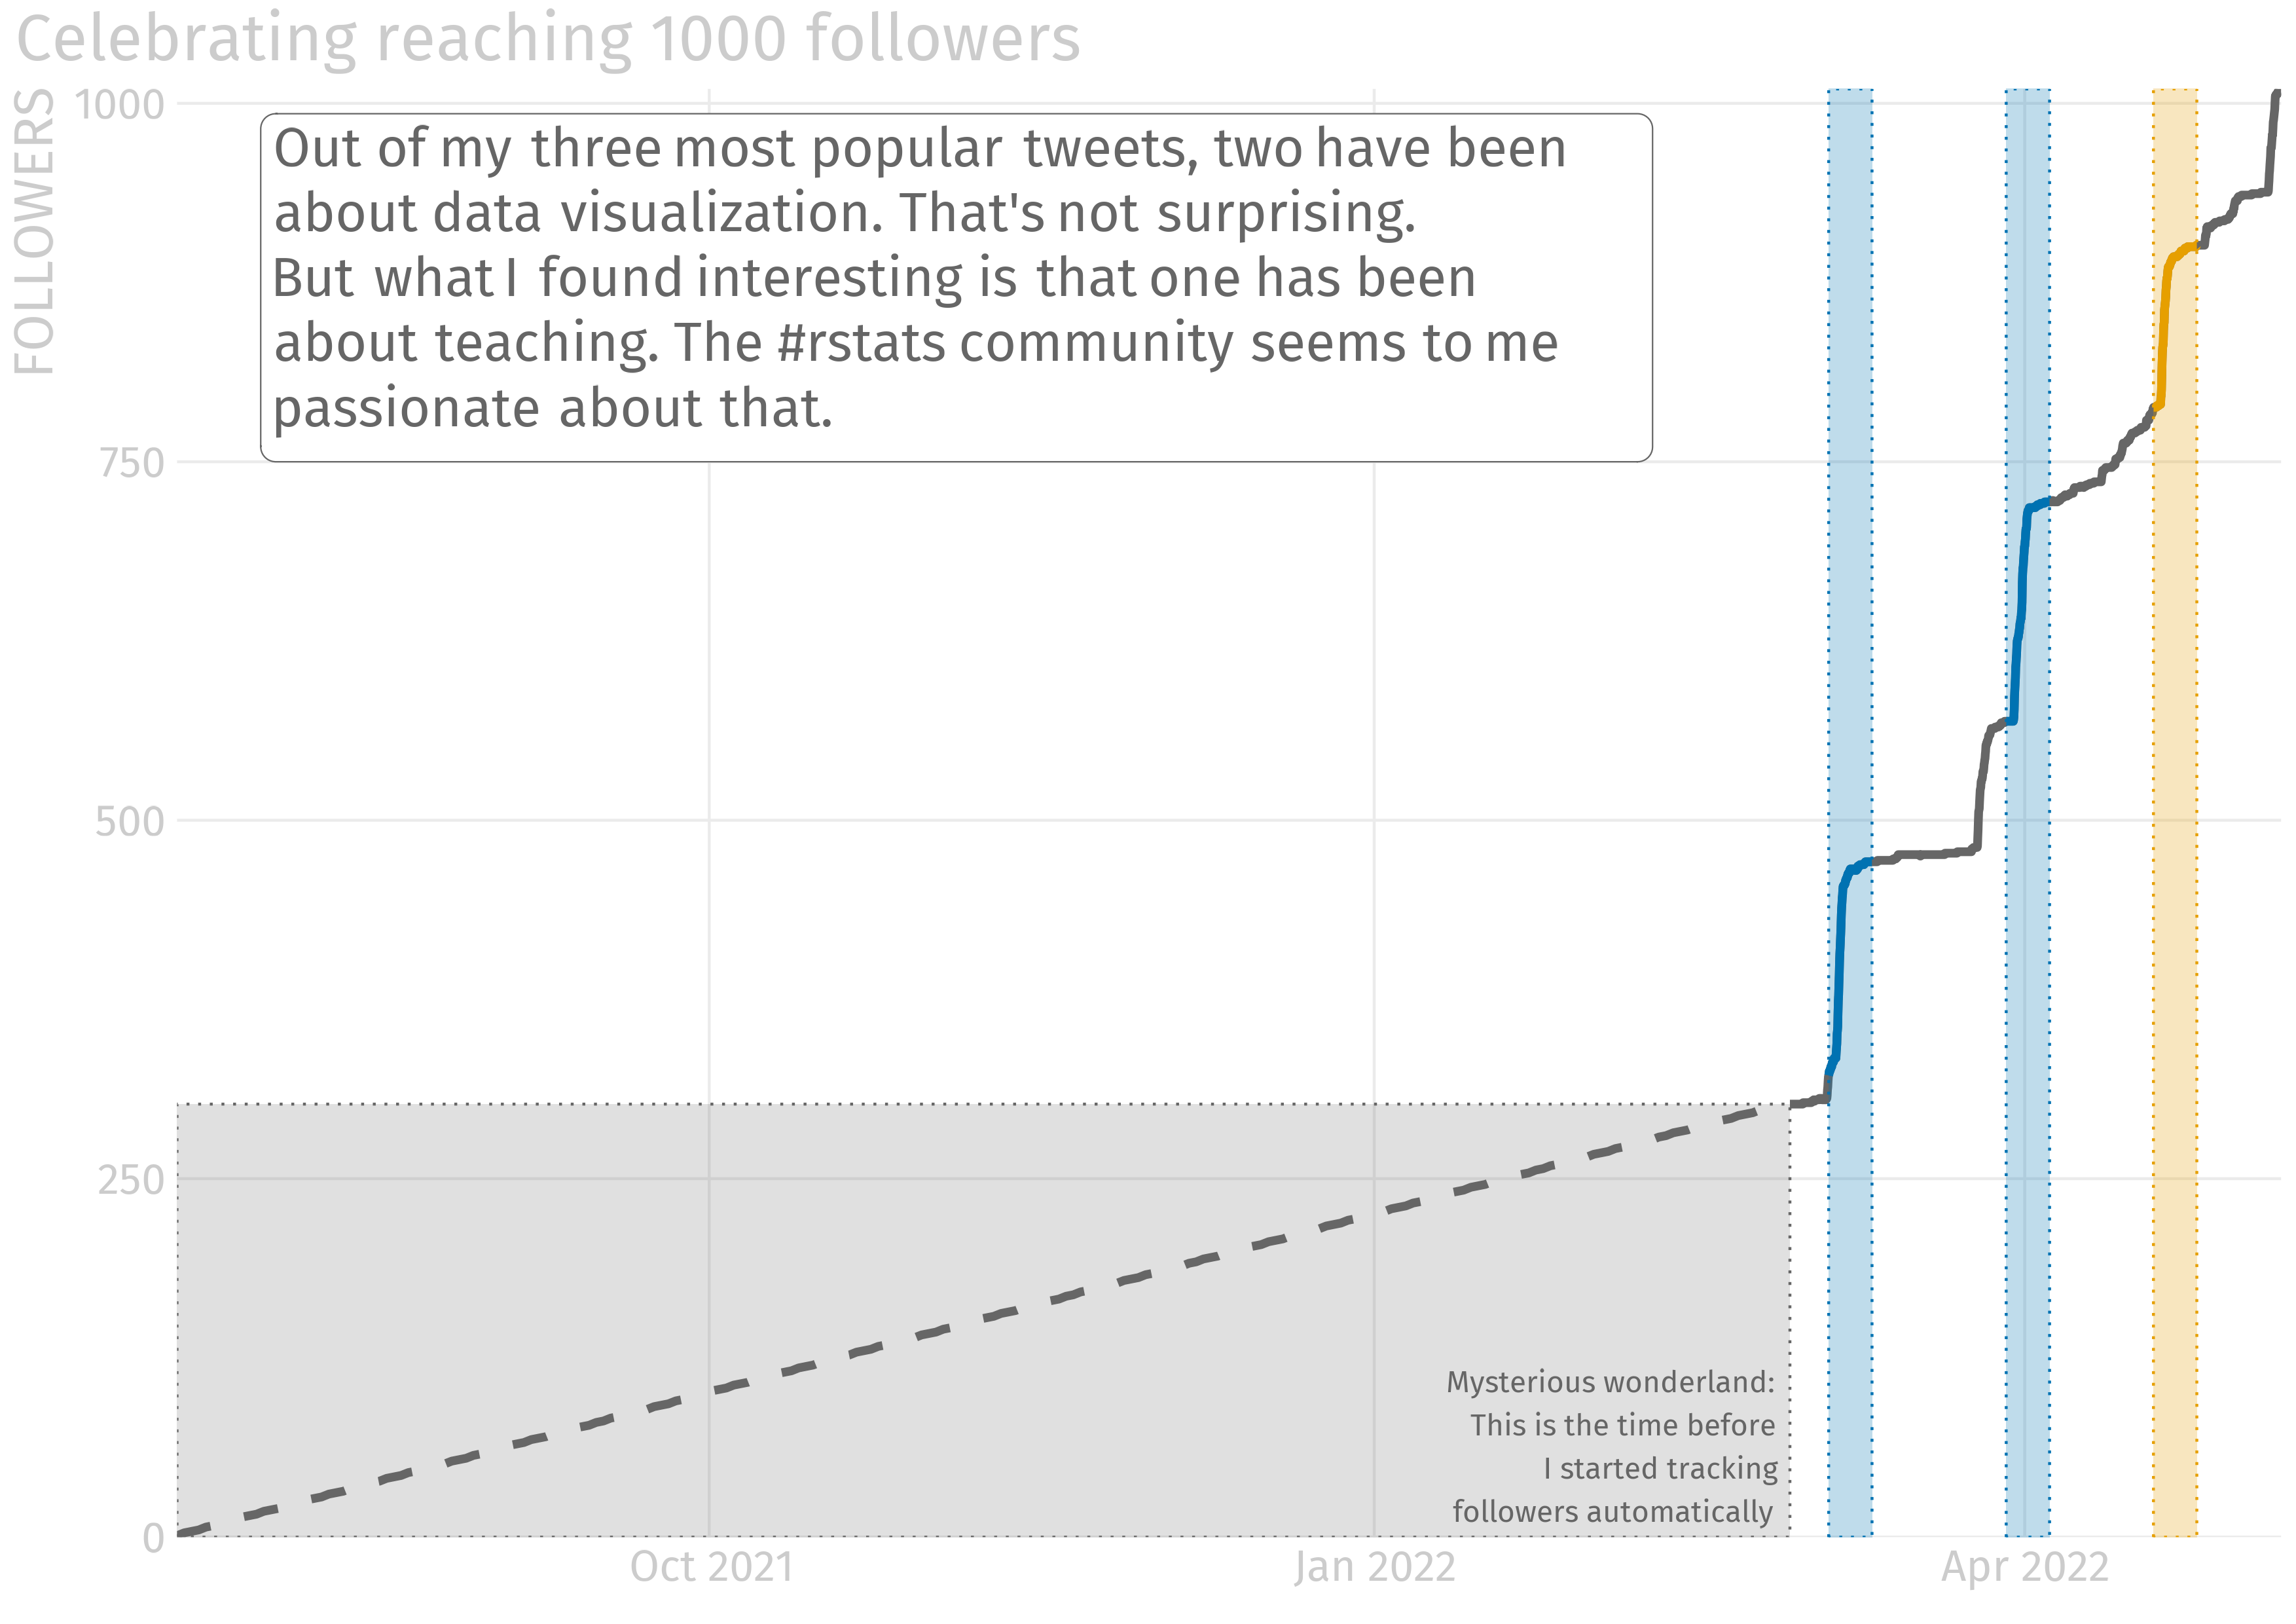 Celebrating reaching 1000 followers
FOLLOWERS
1000
750
500
250
0
Out of my three most popular tweets, two have been
about data visualization. That's not surprising.
But what I found interesting is that one has been
about teaching. The #rstats community seems to me
passionate about that.
Mysterious wonderland:
This is the time before
I started tracking
followers automatically
Oct 2021
Jan 2022
Apr 2022